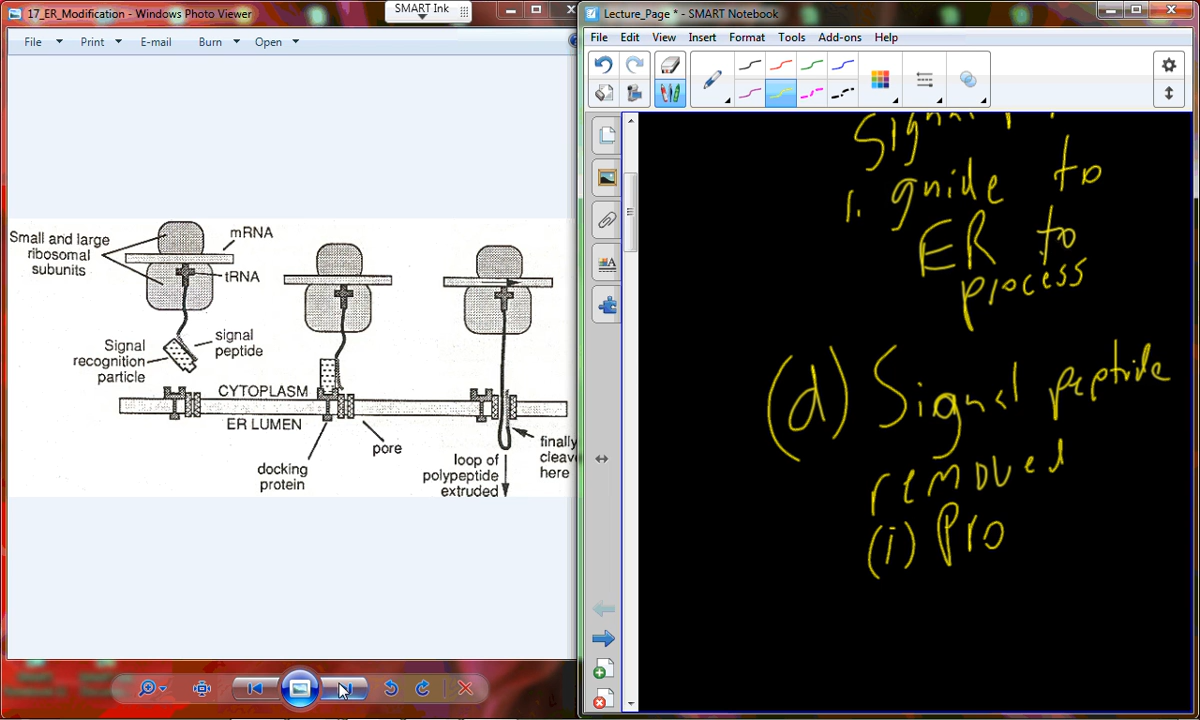 17_ER_Modification - Windows Photo Viewer
SMART Ink
File Print E-mail Burn Open
Small and large
ribosomal
subunits
mRNA
tRNA
Signal
recognition
particle
signal
peptide
CYTOPLASM
ER LUMEN
docking
protein
pore
loop of
polypeptide
extruded
finally
cleav
here
Lecture_Page * - SMART Notebook
File Edit View Insert Format Tools Add-ons Help
1. guide to
ER to
process
(d) Signal peptide
removed
(i) Pro